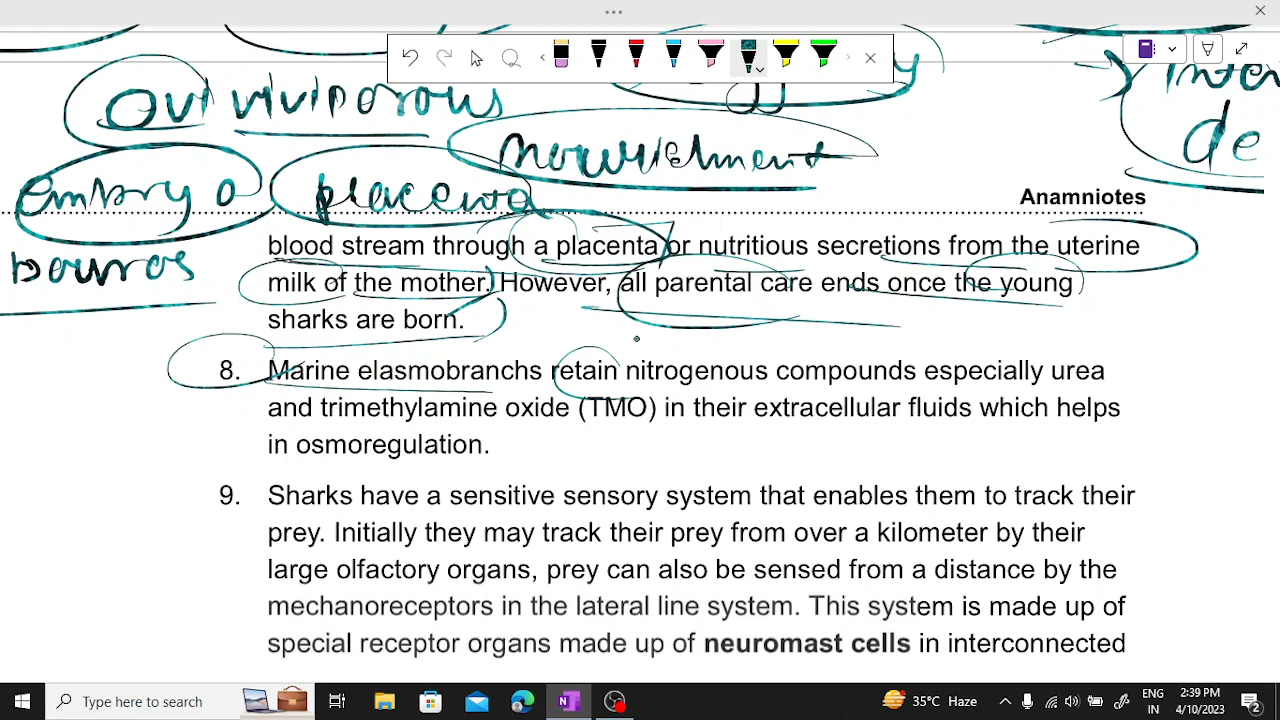 Ovi viviparous
inter
nourishment
de
embryo
placenta
Anamniotes
blood stream through a placenta or nutritious secretions from the uterine
milk of the mother. However, all parental care ends once the young
sharks are born.
8. Marine elasmobranchs retain nitrogenous compounds especially urea
and trimethylamine oxide (TMO) in their extracellular fluids which helps
in osmoregulation.
9. Sharks have a sensitive sensory system that enables them to track their
prey. Initially they may track their prey from over a kilometer by their
large olfactory organs, prey can also be sensed from a distance by the
mechanoreceptors in the lateral line system. This system is made up of
special receptor organs made up of neuromast cells in interconnected
Type here to search
35°C Haze
ENG
IN
2:39 PM
4/10/2023
2